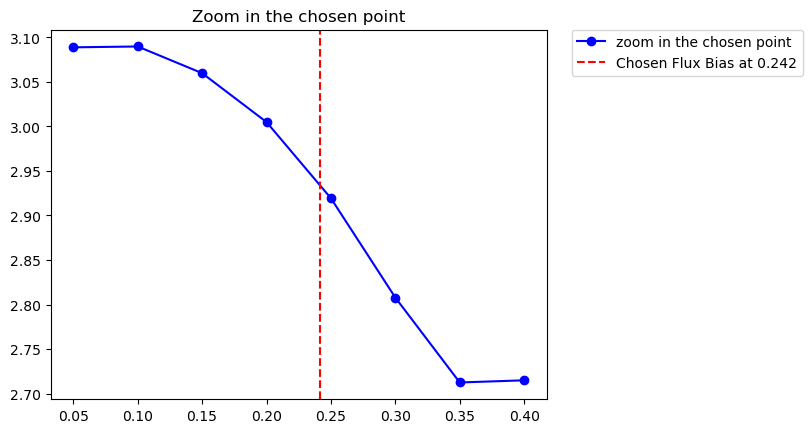 Zoom in the chosen point
3.10
3.05
3.00
2.95
2.90
2.85
2.80
2.75
2.70
0.05 0.10 0.15 0.20 0.25 0.30 0.35 0.40
zoom in the chosen point
Chosen Flux Bias at 0.242